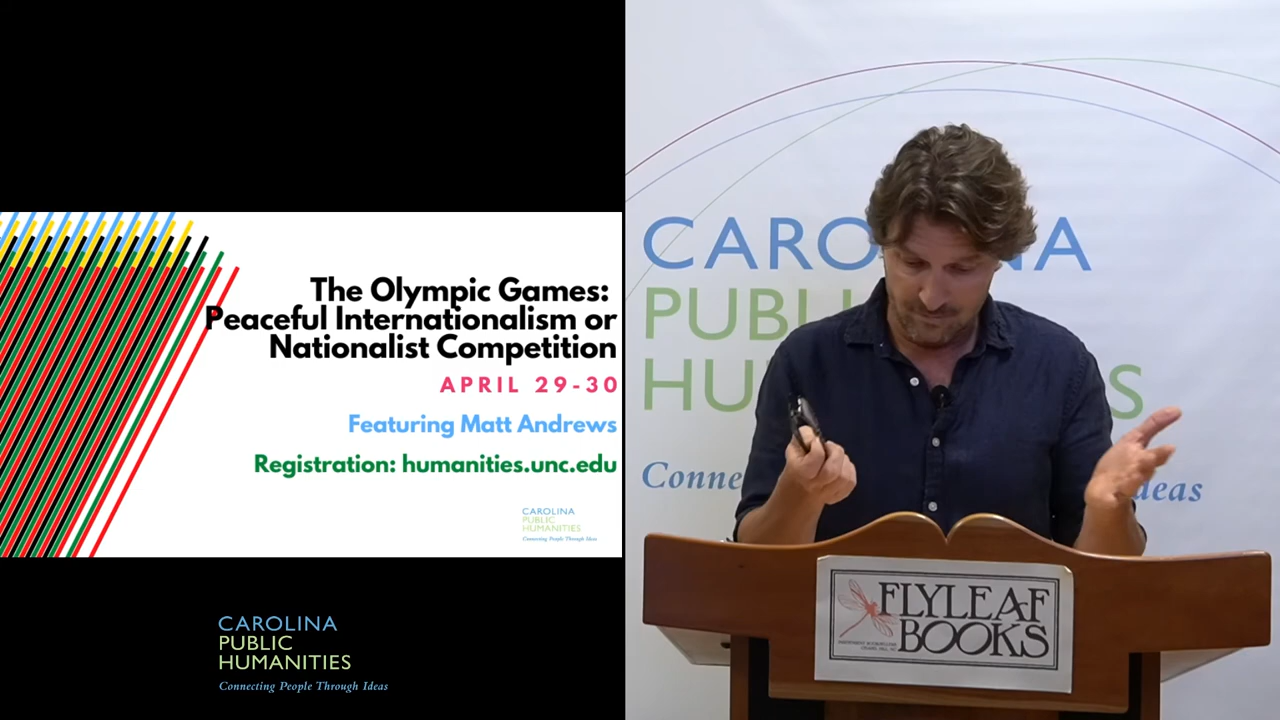 The Olympic Games:
Peaceful Internationalism or
Nationalist Competition
APRIL 29-30
Featuring Matt Andrews
Registration: humanities.unc.edu
CAROLINA
PUBLIC
HUMANITIES
Connecting People Through Ideas
CAROLINA
PUBLIC
HUMANITIES
Connecting People Through Ideas
CARO NA
PUBLI
HU S
Conne deas
FLYLEAF
BOOKS